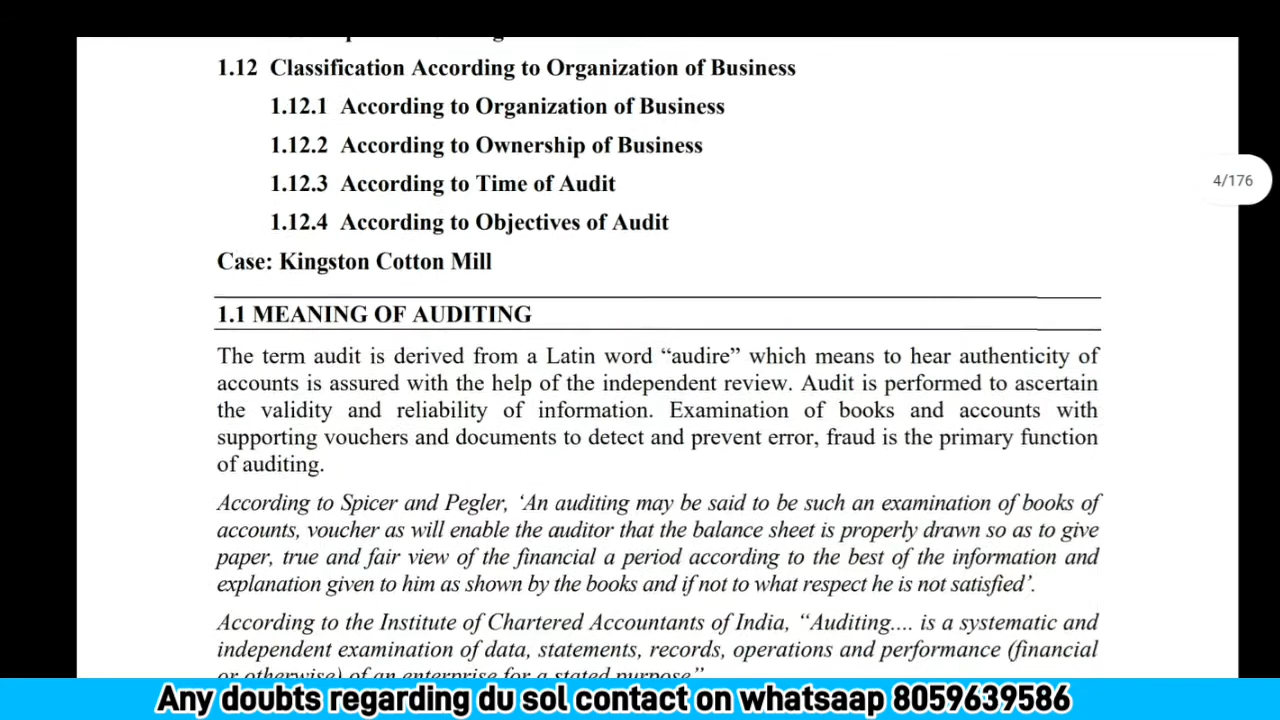 1.12 Classification According to Organization of Business
1.12.1 According to Organization of Business
1.12.2 According to Ownership of Business
4/176
1.12.3 According to Time of Audit
1.12.4 According to Objectives of Audit
Case: Kingston Cotton Mill
1.1 MEANING OF AUDITING
The term audit is derived from a Latin word “audire” which means to hear authenticity of
accounts is assured with the help of the independent review. Audit is performed to ascertain
the validity and reliability of information. Examination of books and accounts with
supporting vouchers and documents to detect and prevent error, fraud is the primary function
of auditing.
According to Spicer and Pegler, ‘An auditing may be said to be such an examination of books of
accounts, voucher as will enable the auditor that the balance sheet is properly drawn so as to give
paper, true and fair view of the financial a period according to the best of the information and
explanation given to him as shown by the books and if not to what respect he is not satisfied’.
According to the Institute of Chartered Accountants of India, “Auditing.... is a systematic and
independent examination of data, statements, records, operations and performance (financial
or otherwise) of an enterprise for a stated purpose”
Any doubts regarding du sol contact on whatsaap 8059639586